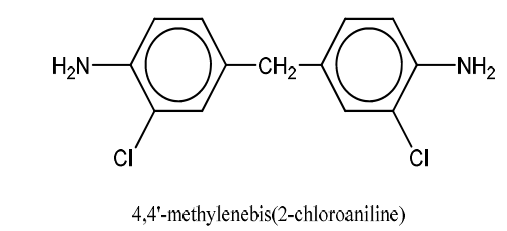 H₂N CH₂ NH₂
Cl Cl
4,4'-methylenebis(2-chloroaniline)